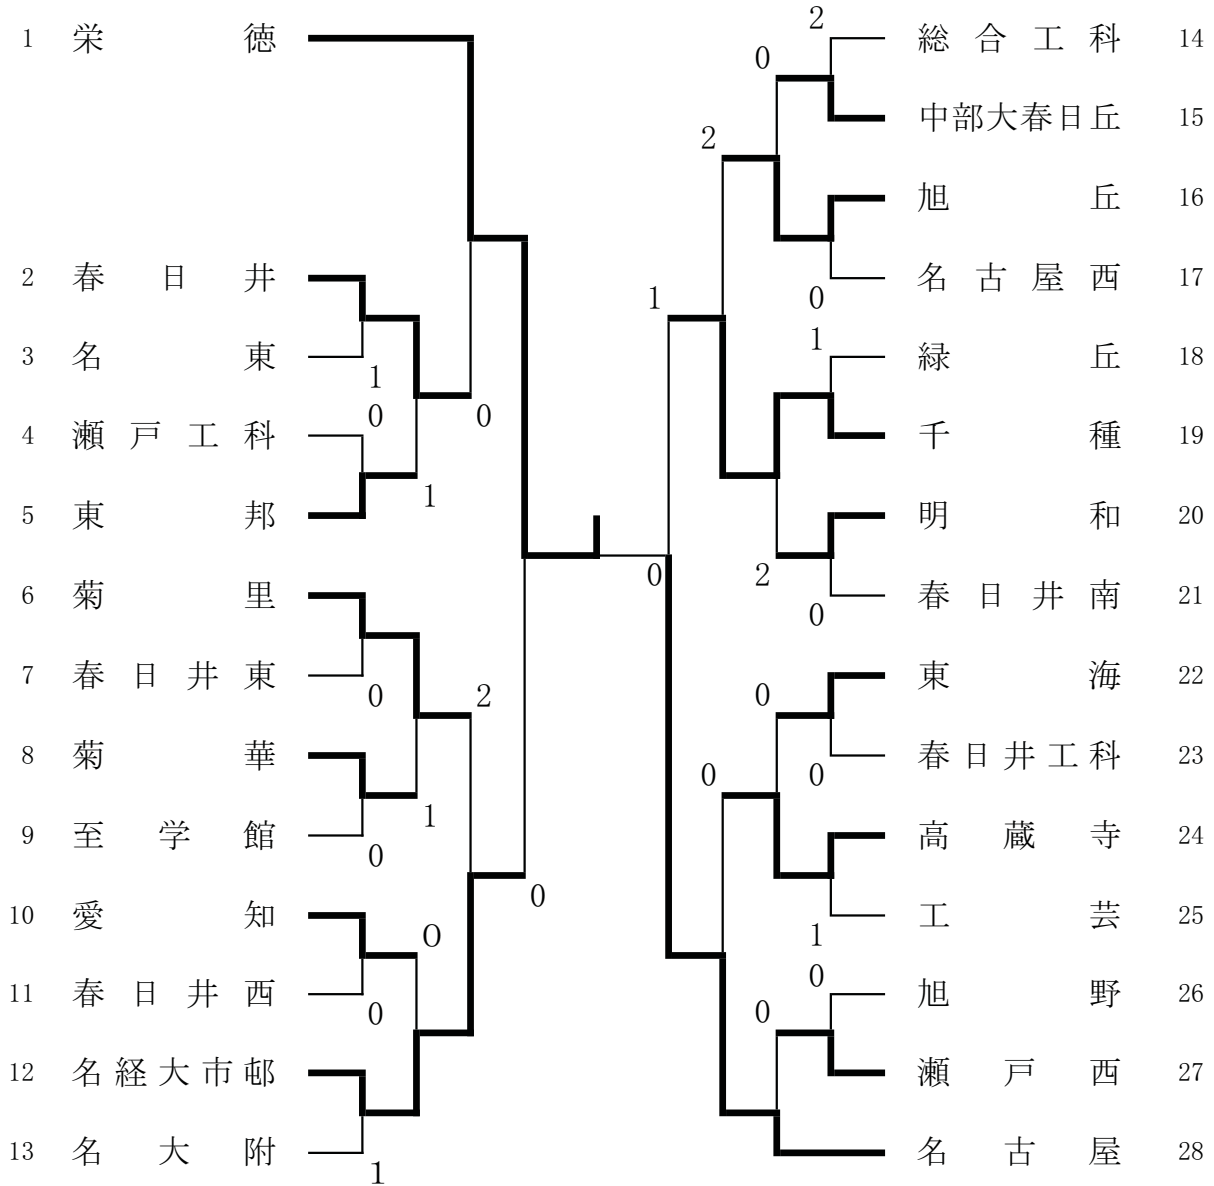 1 栄徳
2 春日井
3 名東
1
0
0
4 瀬戸工科
1
5 東邦
6 菊里
7 春日井東
0
2
8 菊華
1
9 至学館
0
0
10 愛知
0
11 春日井西
0
12 名経大市邨
13 名大附
1
2
総合工科 14
0
中部大春日丘 15
2
旭丘 16
名古屋西 17
0
1
1
緑丘 18
千種 19
明和 20
0
2
春日井南 21
0
東海 22
0
春日井工科 23
0
0
高蔵寺 24
工芸 25
1
0
旭野 26
0
瀬戸西 27
名古屋 28